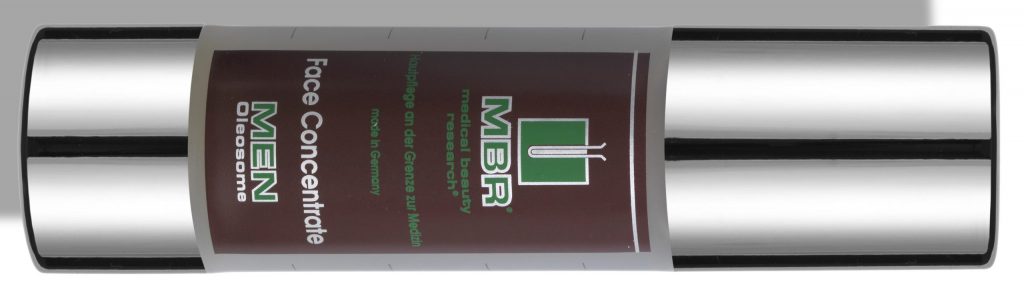 MBR®
medical beauty
research®
Hautpflege an der Grenze zur Medizin
made in Germany
Face Concentrate
MEN
Oleosome